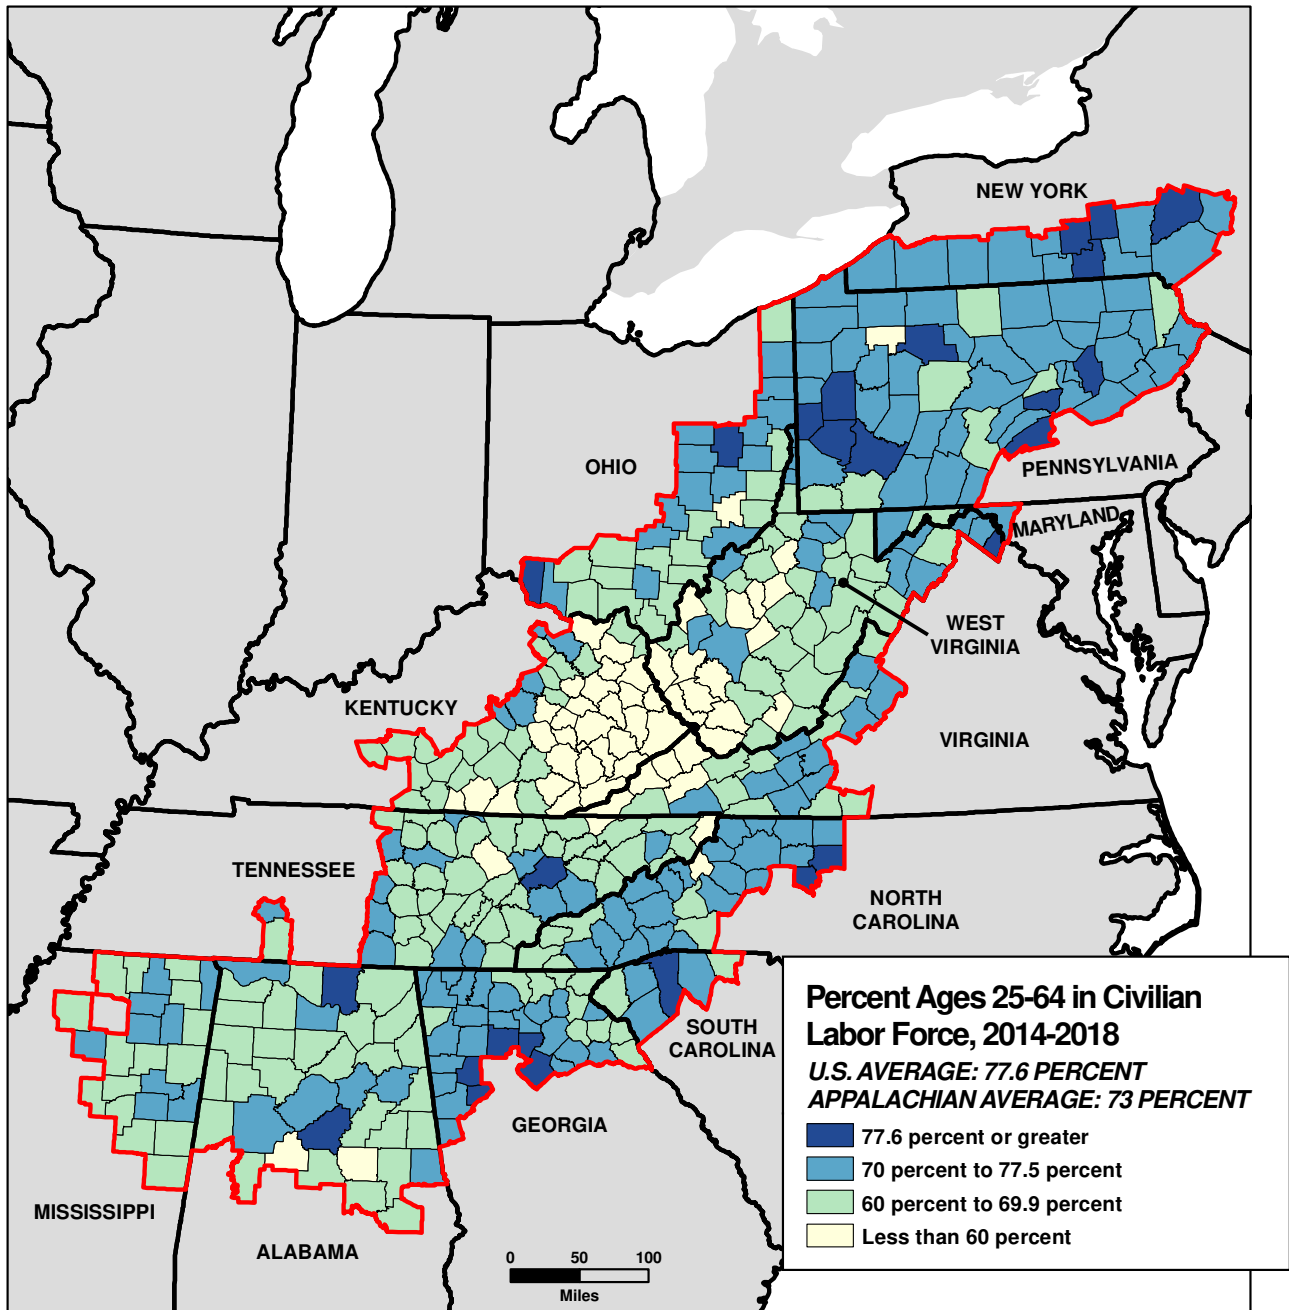 NEW YORK
OHIO
PENNSYLVANIA
MARYLAND
WEST
VIRGINIA
KENTUCKY
VIRGINIA
TENNESSEE
NORTH
CAROLINA
SOUTH
CAROLINA
GEORGIA
MISSISSIPPI
ALABAMA
Percent Ages 25-64 in Civilian
Labor Force, 2014-2018
U.S. AVERAGE: 77.6 PERCENT
APPALACHIAN AVERAGE: 73 PERCENT
77.6 percent or greater
70 percent to 77.5 percent
60 percent to 69.9 percent
Less than 60 percent
0 50 100
Miles